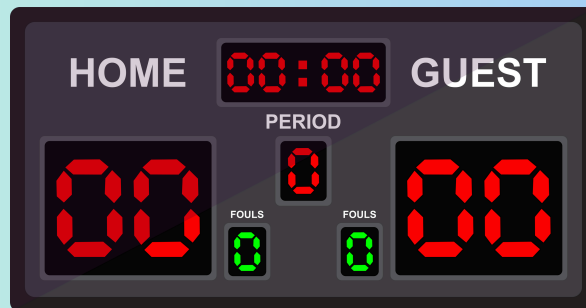 HOME 00:00 GUEST
PERIOD
00 0 00
FOULS FOULS
0 0